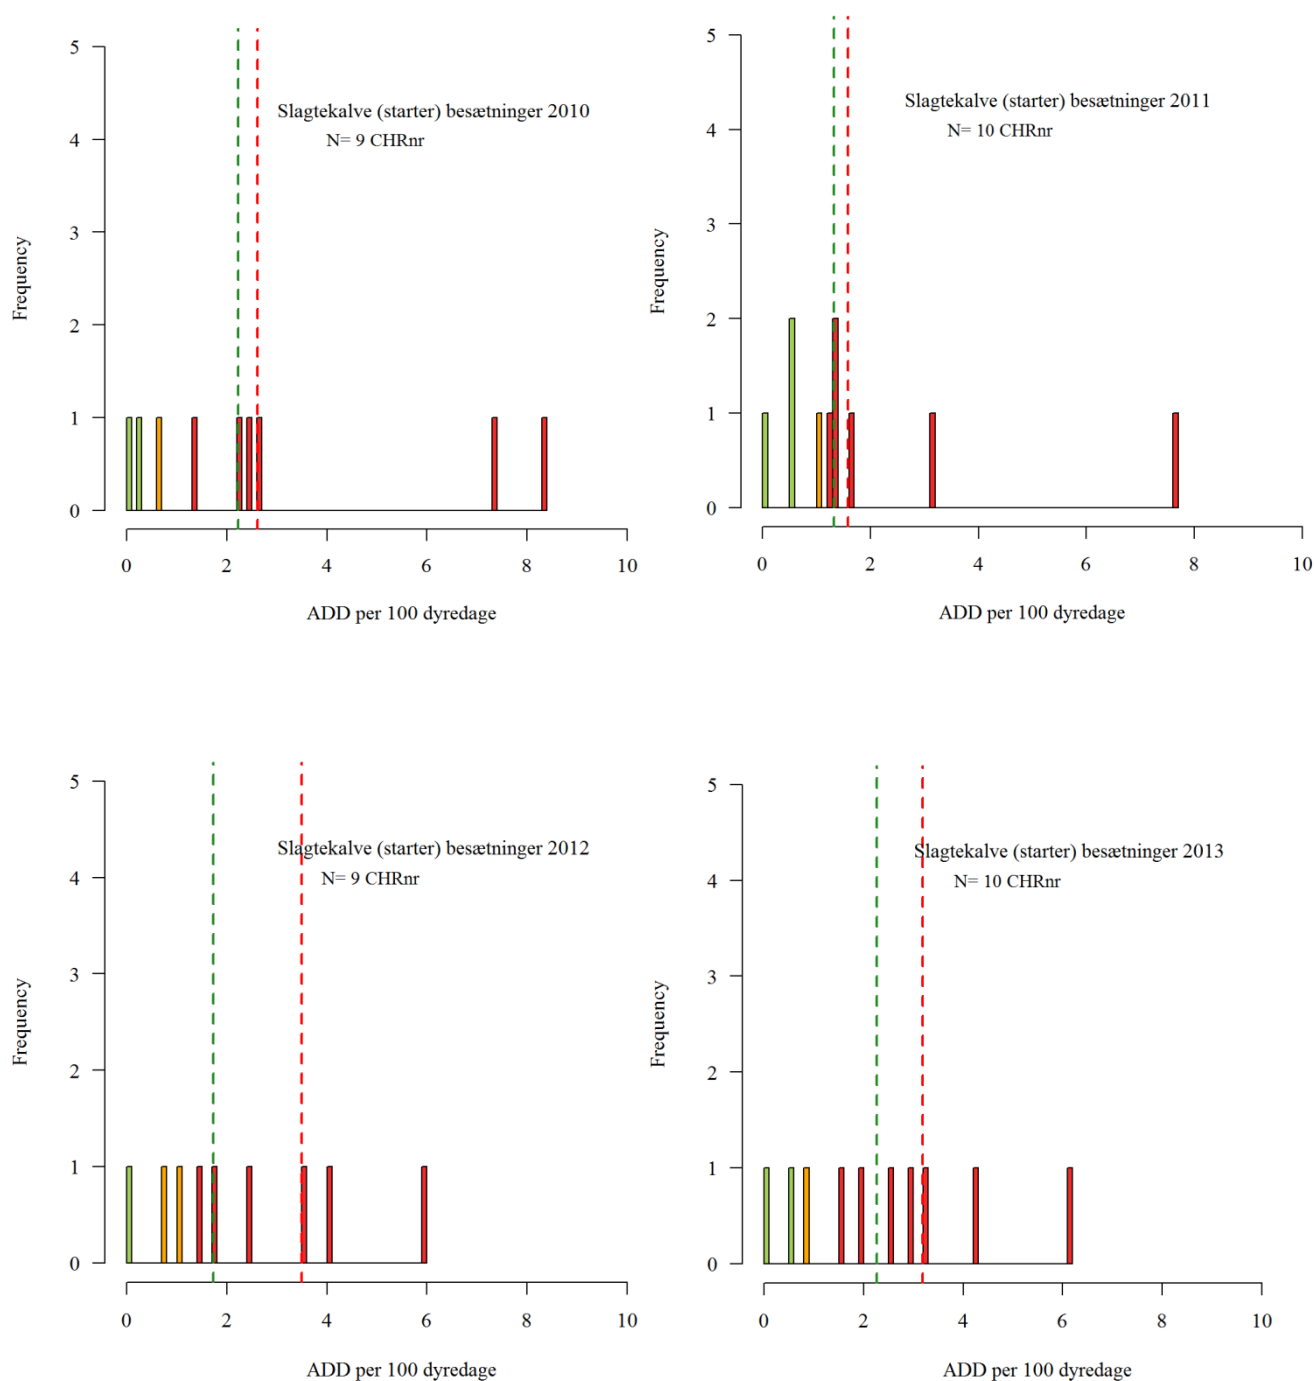 Slagtekalve (starter) besætninger 2010
N= 9 CHRnr
Frequency
5
4
3
2
1
0
0 2 4 6 8 10
ADD per 100 dyredage
Slagtekalve (starter) besætninger 2011
N= 10 CHRnr
Frequency
5
4
3
2
1
0
0 2 4 6 8 10
ADD per 100 dyredage
Slagtekalve (starter) besætninger 2012
N= 9 CHRnr
Frequency
5
4
3
2
1
0
0 2 4 6 8 10
ADD per 100 dyredage
Slagtekalve (starter) besætninger 2013
N= 10 CHRnr
Frequency
5
4
3
2
1
0
0 2 4 6 8 10
ADD per 100 dyredage